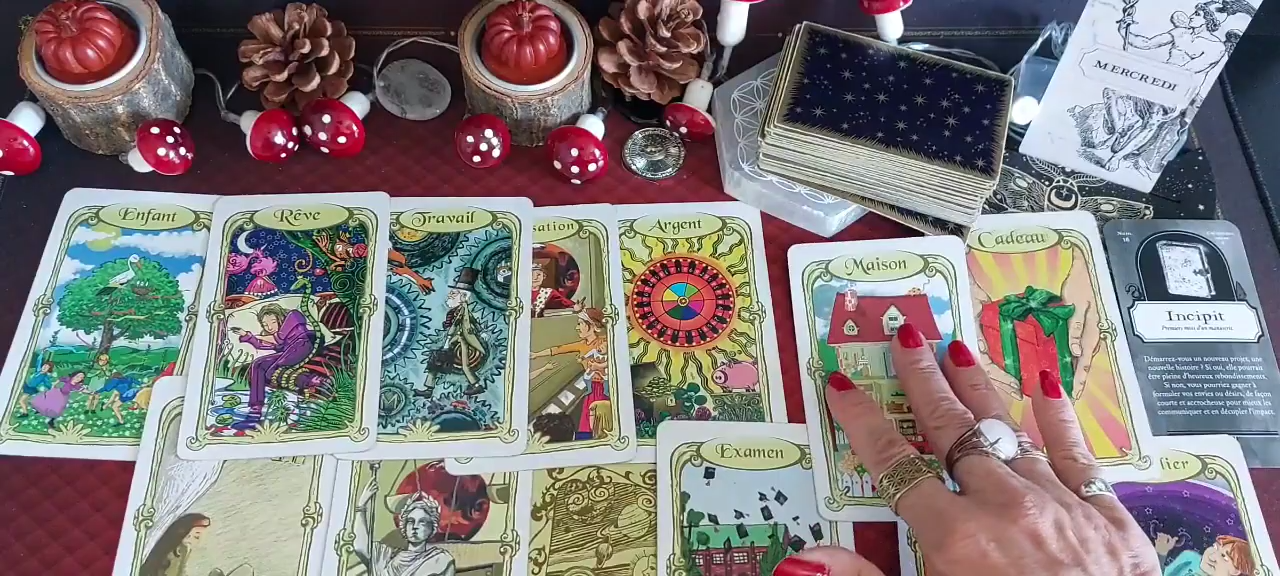 MERCREDI
Enfant
Rêve
Travail
sation
Argent
Maison
Cadeau
Incipit
Premiers mots d'un manuscrit.
Démarrez-vous un nouveau projet, une
nouvelle histoire ? Si oui, elle pourrait
être pleine d'heureux rebondissements.
Si non, vous pourriez gagner à
formuler vos envies ou désirs, de façon
courte et accrocheuse pour mieux les
communiquer et en décupler l'impact.
Examen
lier